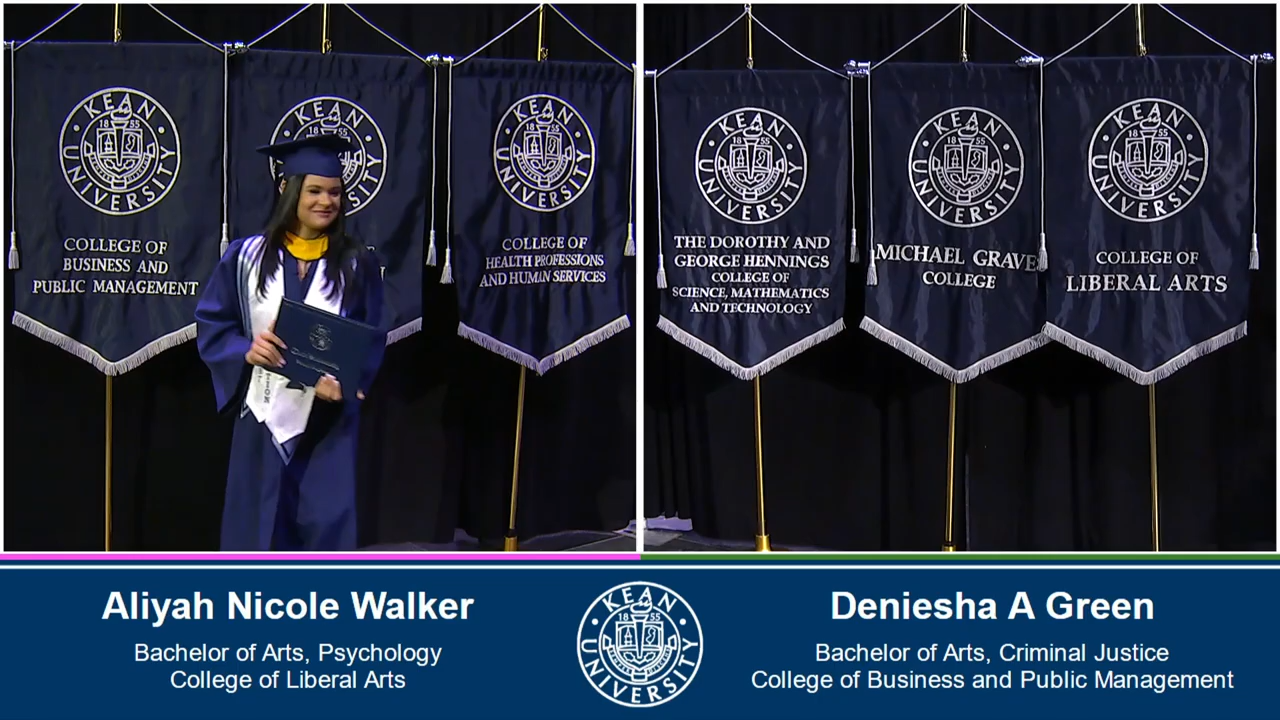 KEAN
UNIVERSITY
1855
COLLEGE OF
BUSINESS AND
PUBLIC MANAGEMENT
KEAN
1855
KEAN
UNIVERSITY
1855
COLLEGE OF
HEALTH PROFESSIONS
AND HUMAN SERVICES
KEAN
UNIVERSITY
1855
THE DOROTHY AND
GEORGE HENNINGS
COLLEGE OF
SCIENCE, MATHEMATICS
AND TECHNOLOGY
KEAN
UNIVERSITY
1855
MICHAEL GRAVES
COLLEGE
KEAN
UNIVERSITY
1855
COLLEGE OF
LIBERAL ARTS
Aliyah Nicole Walker
Bachelor of Arts, Psychology
College of Liberal Arts
KEAN
UNIVERSITY
1855
Deniesha A Green
Bachelor of Arts, Criminal Justice
College of Business and Public Management